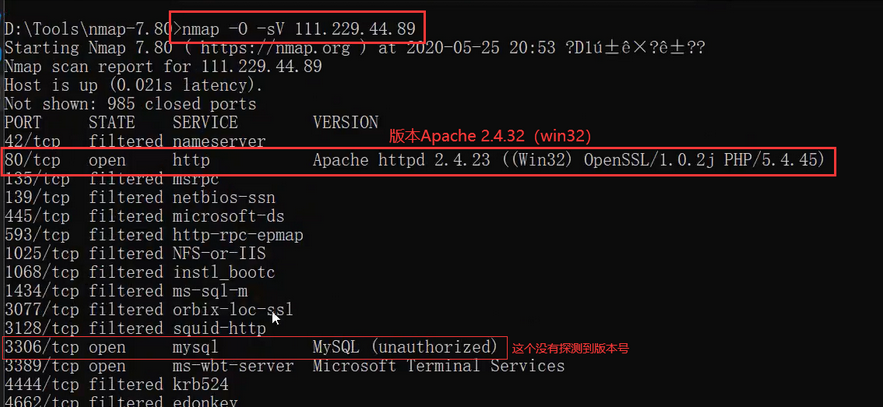 D:\Tools\nmap-7.80>nmap -O -sV 111.229.44.89
Starting Nmap 7.80 ( https://nmap.org ) at 2020-05-25 20:53 ?D1ú±ê×?ê±??
Nmap scan report for 111.229.44.89
Host is up (0.021s latency).
Not shown: 985 closed ports
PORT STATE SERVICE VERSION
版本Apache 2.4.32（win32）
42/tcp filtered nameserver
80/tcp open http Apache httpd 2.4.23 ((Win32) OpenSSL/1.0.2j PHP/5.4.45)
135/tcp filtered msrpc
139/tcp filtered netbios-ssn
445/tcp filtered microsoft-ds
593/tcp filtered http-rpc-epmap
1025/tcp filtered NFS-or-IIS
1068/tcp filtered instl_bootc
1434/tcp filtered ms-sql-m
3077/tcp filtered orbix-loc-ssl
3128/tcp filtered squid-http
3306/tcp open mysql MySQL (unauthorized) 这个没有探测到版本号
3389/tcp open ms-wbt-server Microsoft Terminal Services
4444/tcp filtered krb524
4662/tcp filtered edonkey